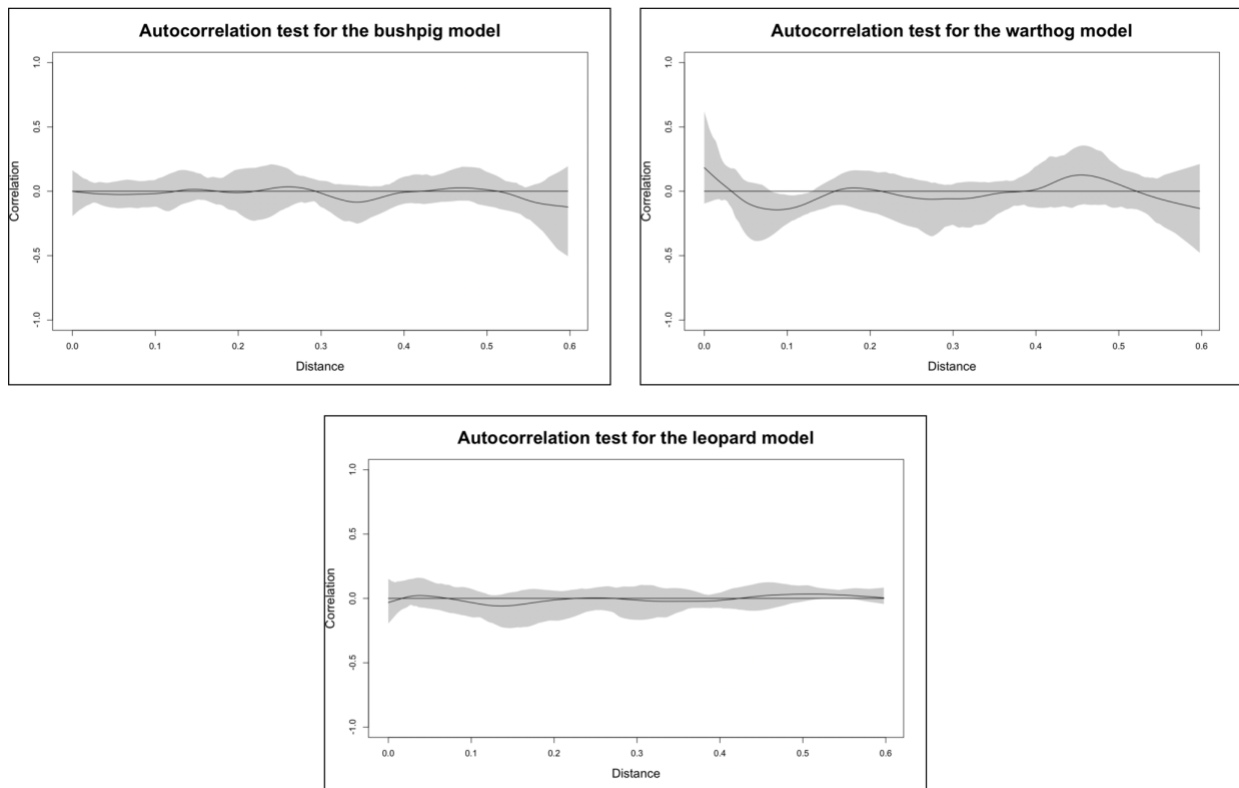 Autocorrelation test for the bushpig model
Correlation
1.0
0.5
0.0
-0.5
-1.0
0.0 0.1 0.2 0.3 0.4 0.5 0.6
Distance
Autocorrelation test for the warthog model
Correlation
1.0
0.5
0.0
-0.5
-1.0
0.0 0.1 0.2 0.3 0.4 0.5 0.6
Distance
Autocorrelation test for the leopard model
Correlation
1.0
0.5
0.0
-0.5
-1.0
0.0 0.1 0.2 0.3 0.4 0.5 0.6
Distance